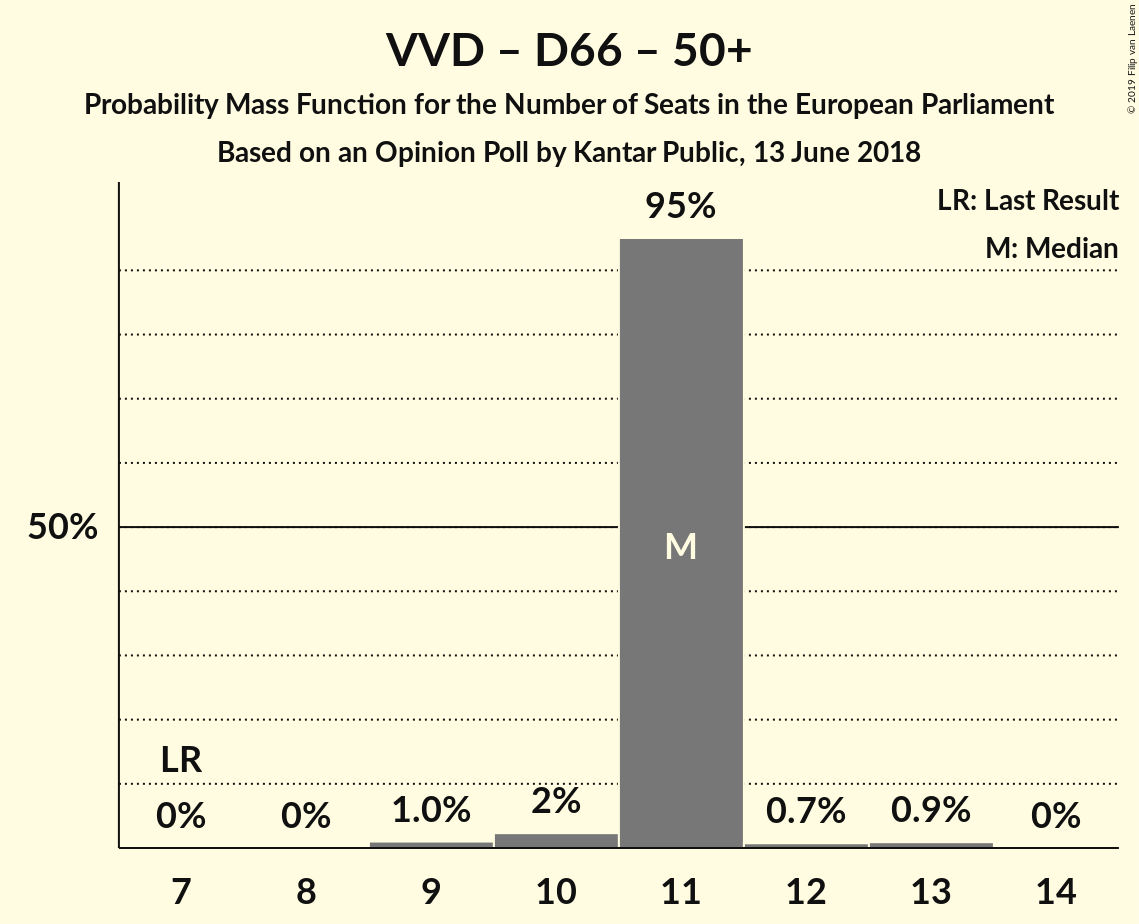 VVD – D66 – 50+
Probability Mass Function for the Number of Seats in the European Parliament
Based on an Opinion Poll by Kantar Public, 13 June 2018
© 2019 Filip van Laenen
LR: Last Result
M: Median
95%
50%
M
LR
0%
0%
1.0%
2%
0.7%
0.9%
0%
7
8
9
10
11
12
13
14